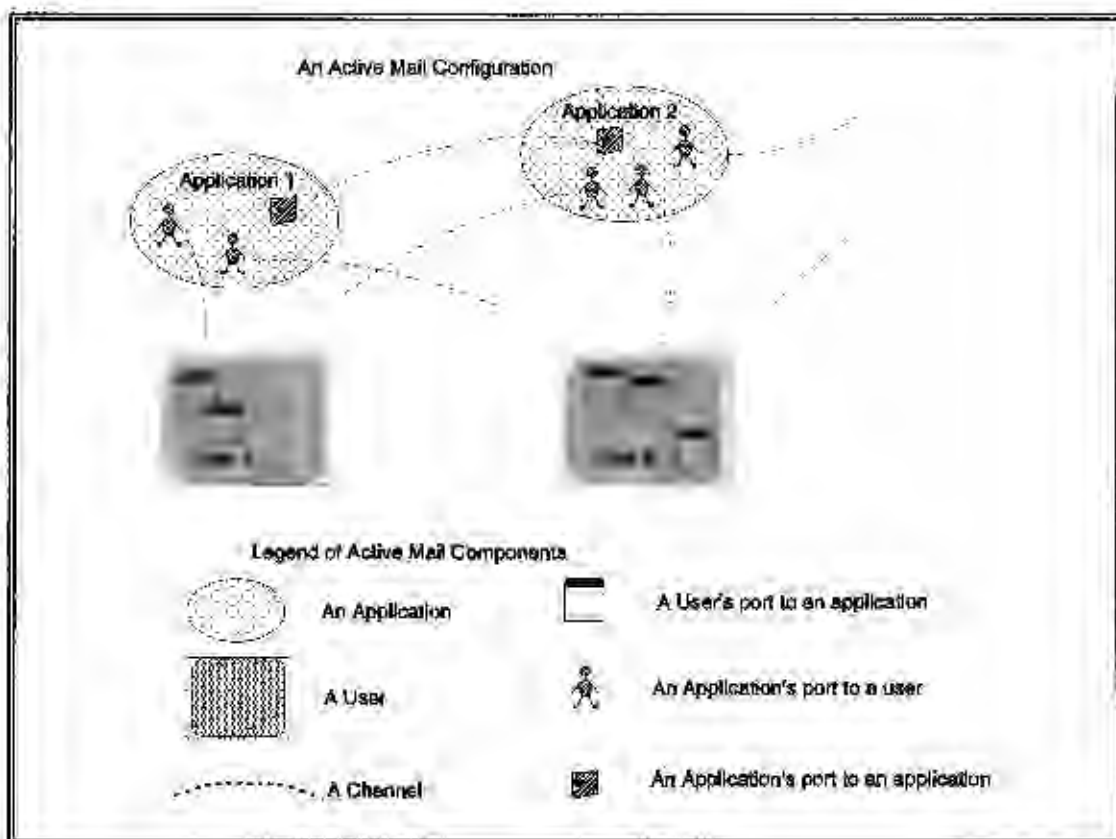 An Active Mail Configuration
Application 2
Application 1
Legend of Active Mail Components
An Application
A User's port to an application
A User
An Application's port to a user
A Channel
An Application's port to an application